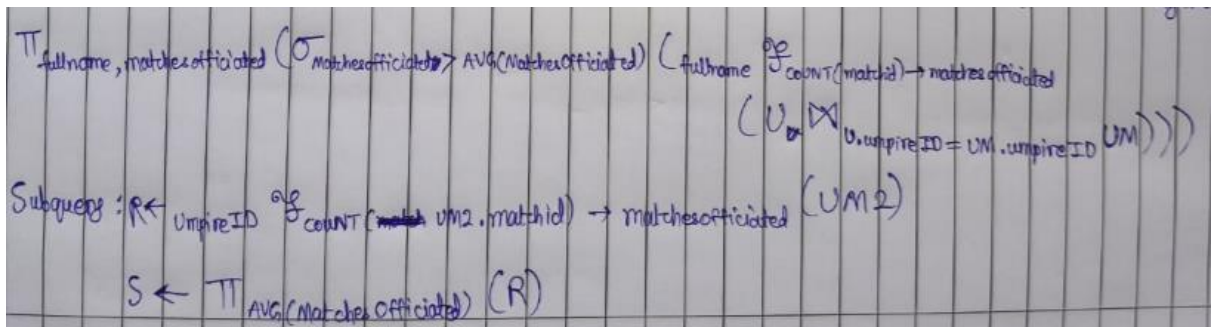 π fullname, matchesofficiated (σ Matchesofficiated > AVG(Matchesofficiated) ( fullname ℱ COUNT(matchid) → matchesofficiated
(U ⋈ U.umpireID = UM.umpireID UM)))
Subquery : R ← UmpireID ℱ COUNT( UM2.matchid) → matchesofficiated (UM2)
S ← π AVG(Matches Officiated) (R)